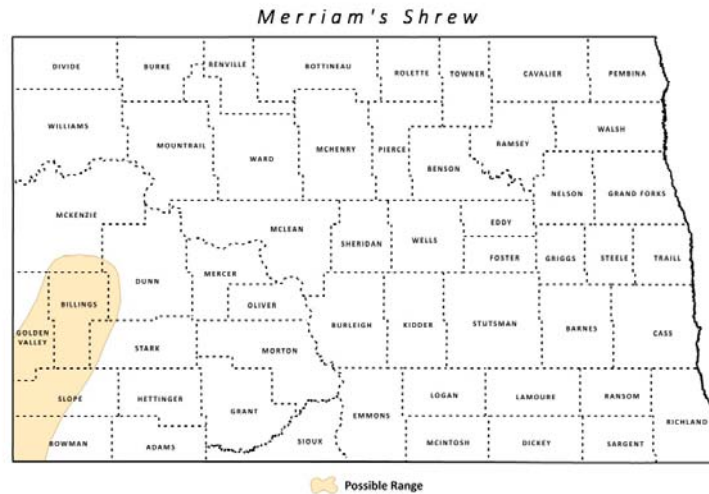 Merriam's Shrew
DIVIDE BURKE RENVILLE BOTTINEAU ROLETTE TOWNER CAVALIER PEMBINA
WILLIAMS MOUNTRAIL WARD MCHENRY PIERCE BENSON RAMSEY WALSH
MCKENZIE NELSON GRAND FORKS
MCLEAN SHERIDAN WELLS EDDY
DUNN MERCER FOSTER GRIGGS STEELE TRAILL
BILLINGS OLIVER
GOLDEN
VALLEY STARK MORTON BURLEIGH KIDDER STUTSMAN BARNES CASS
SLOPE HETTINGER GRANT EMMONS LOGAN LAMOURE RANSOM RICHLAND
BOWMAN ADAMS SIOUX MCINTOSH DICKEY SARGENT
Possible Range